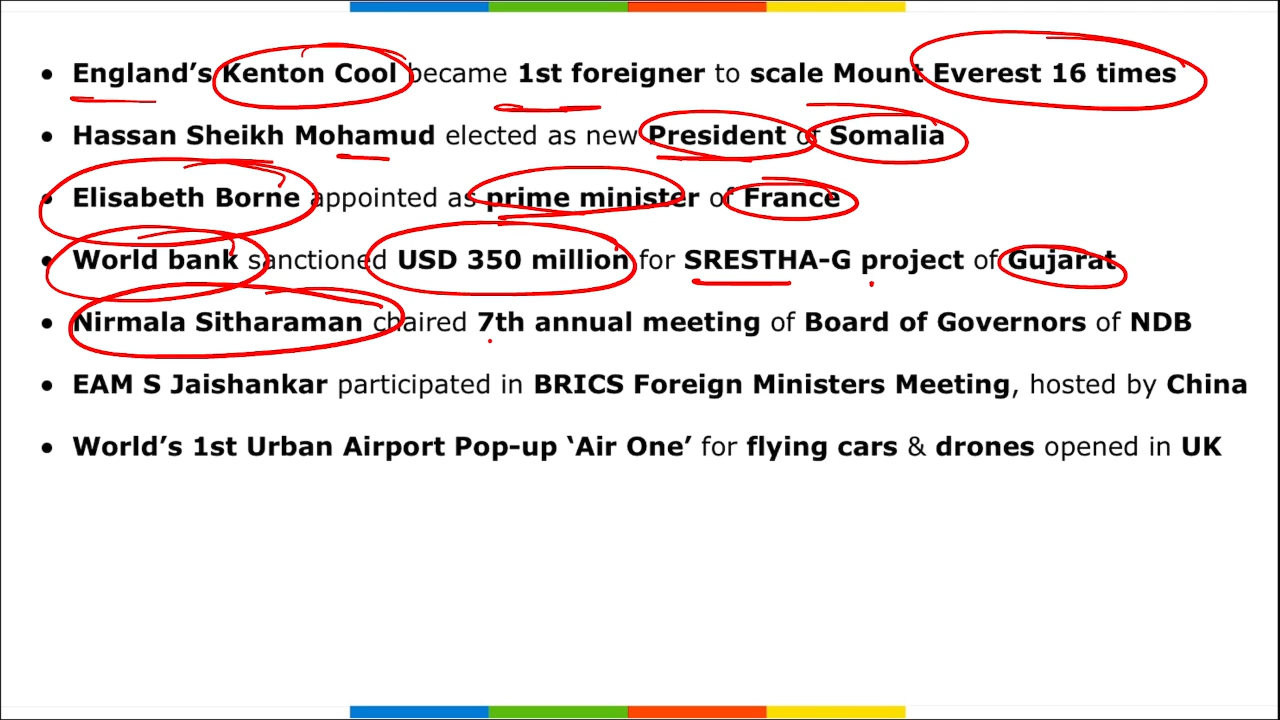 • England’s Kenton Cool became 1st foreigner to scale Mount Everest 16 times
• Hassan Sheikh Mohamud elected as new President of Somalia
• Elisabeth Borne appointed as prime minister of France
• World bank sanctioned USD 350 million for SRESTHA-G project of Gujarat
• Nirmala Sitharaman chaired 7th annual meeting of Board of Governors of NDB
• EAM S Jaishankar participated in BRICS Foreign Ministers Meeting, hosted by China
• World’s 1st Urban Airport Pop-up ‘Air One’ for flying cars & drones opened in UK